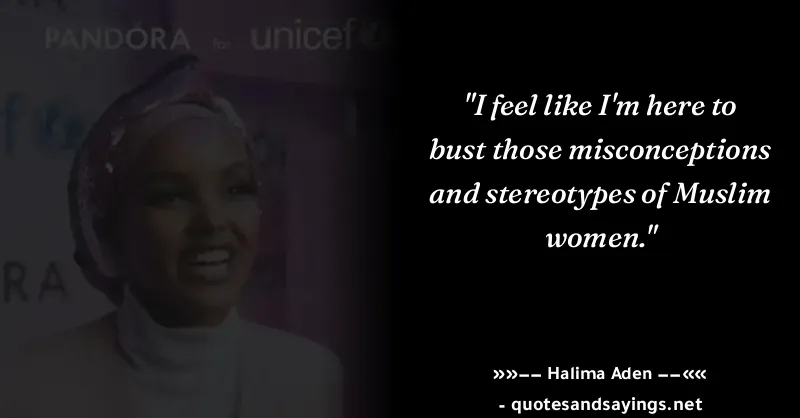 PANDÓRA for unicef
"I feel like I'm here to
bust those misconceptions
and stereotypes of Muslim
women."
RA
»»−− Halima Aden −−««
- quotesandsayings.net